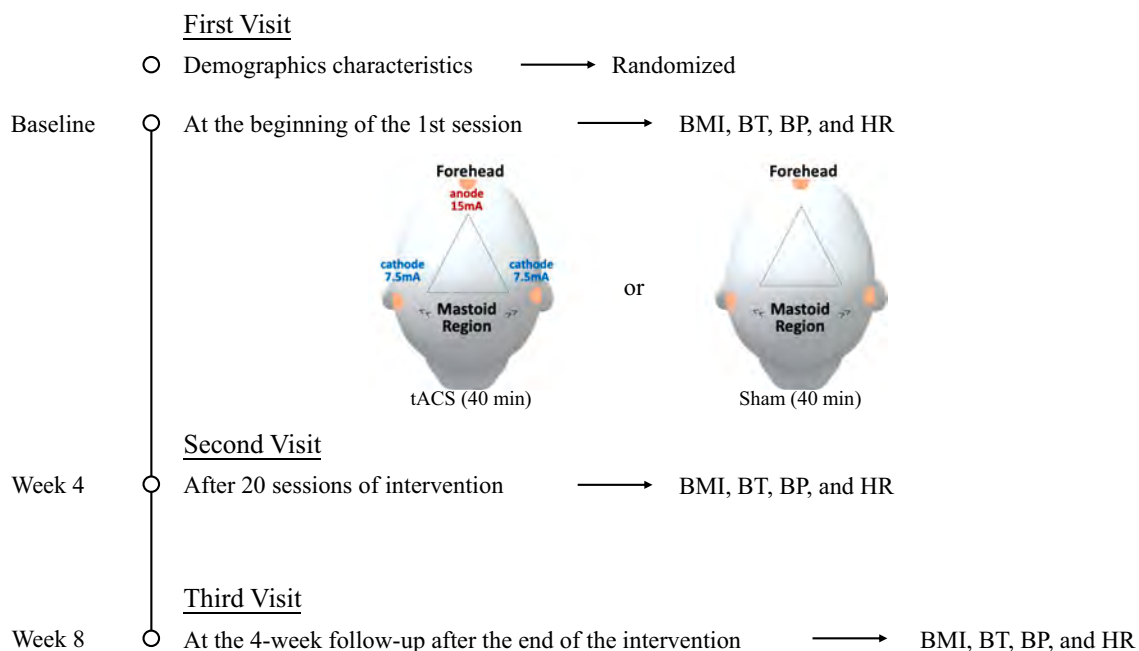 First Visit
Demographics characteristics Randomized
Baseline At the beginning of the 1st session BMI, BT, BP, and HR
Forehead
anode
15mA
cathode
7.5mA
cathode
7.5mA
Mastoid
Region
tACS (40 min)
or
Forehead
Mastoid
Region
Sham (40 min)
Second Visit
Week 4 After 20 sessions of intervention BMI, BT, BP, and HR
Third Visit
Week 8 At the 4-week follow-up after the end of the intervention BMI, BT, BP, and HR